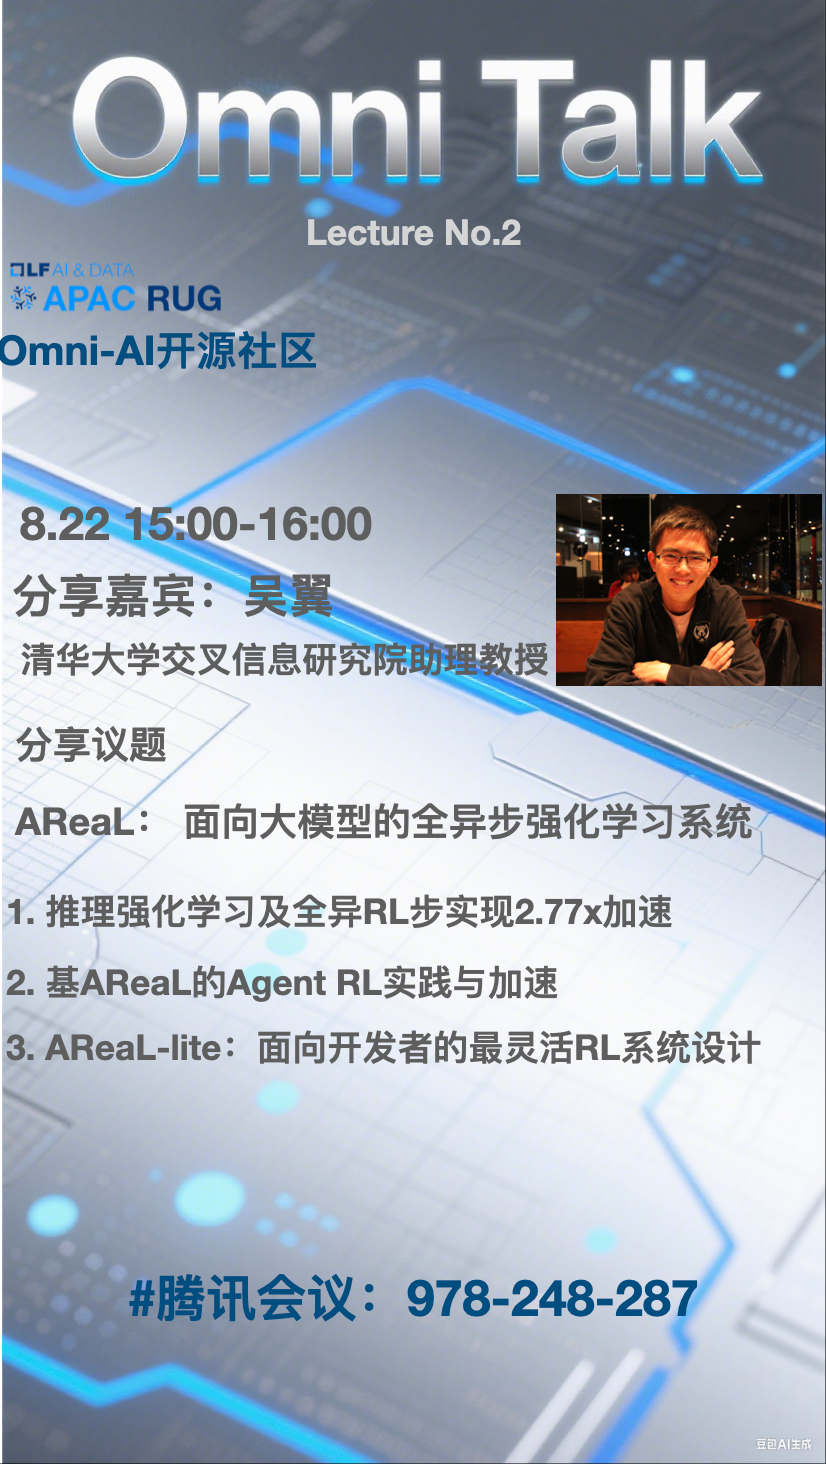 Omni Talk
Lecture No.2
LF AI & DATA
APAC RUG
Omni-AI开源社区
8.22 15:00-16:00
分享嘉宾：吴翼
清华大学交叉信息研究院助理教授
分享议题
AReaL： 面向大模型的全异步强化学习系统
1. 推理强化学习及全异RL步实现2.77x加速
2. 基AReaL的Agent RL实践与加速
3. AReaL-lite：面向开发者的最灵活RL系统设计
#腾讯会议：978-248-287
豆包AI生成